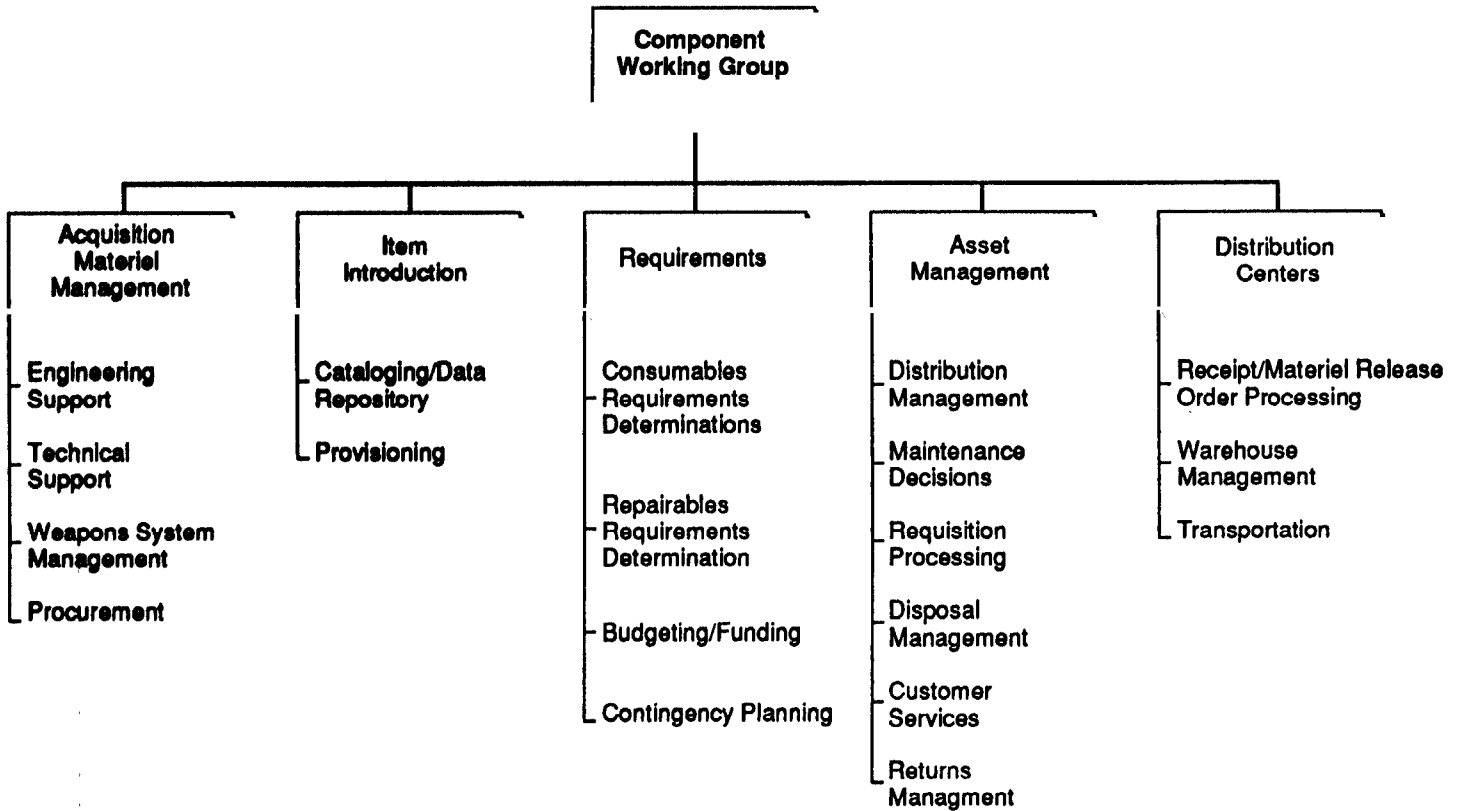 Component
Working Group
Acquisition
Materiel
Management
Engineering
Support
Technical
Support
Weapons System
Management
Procurement
Item
Introduction
Cataloging/Data
Repository
Provisioning
Requirements
Consumables
Requirements
Determinations
Repairables
Requirements
Determination
Budgeting/Funding
Contingency Planning
Asset
Management
Distribution
Management
Maintenance
Decisions
Requisition
Processing
Disposal
Management
Customer
Services
Returns
Managment
Distribution
Centers
Receipt/Materiel Release
Order Processing
Warehouse
Management
Transportation